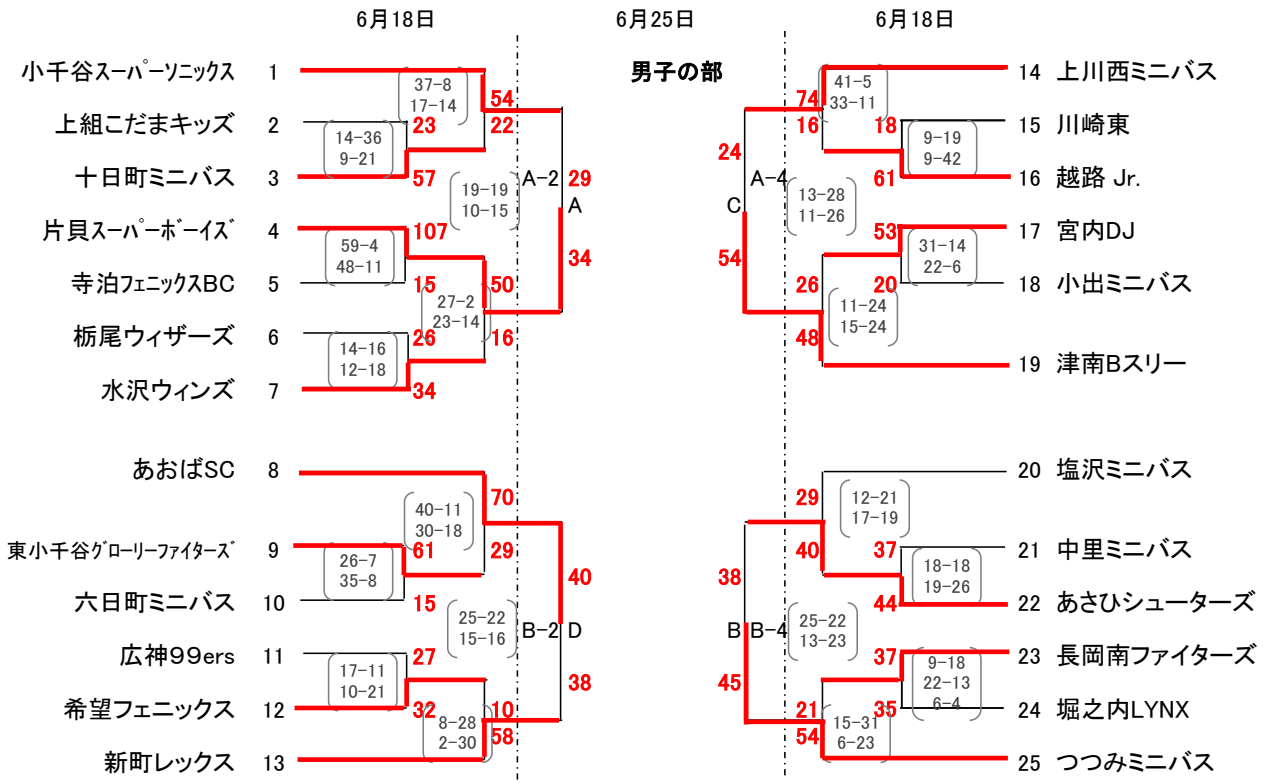 6月18日 6月25日 6月18日
男子の部
小千谷スーパーソニックス 1
上組こだまキッズ 2
十日町ミニバス 3
片貝スーパーボーイズ 4
寺泊フェニックスBC 5
栃尾ウィザーズ 6
水沢ウィンズ 7
37-8
17-14
54
22
14-36
9-21
23
57
19-19
10-15
A-2
29
A
34
59-4
48-11
107
15
27-2
23-14
50
16
14-16
12-18
26
34
あおばSC 8
東小千谷グローリーファイターズ 9
六日町ミニバス 10
広神99ers 11
希望フェニックス 12
新町レックス 13
40-11
30-18
70
29
26-7
35-8
61
15
25-22
15-16
B-2
D
40
38
17-11
10-21
27
32
8-28
2-30
10
58
14 上川西ミニバス
15 川崎東
16 越路 Jr.
17 宮内DJ
18 小出ミニバス
19 津南Bスリー
41-5
33-11
74
16
9-19
9-42
18
61
24
C
54
A-4
13-28
11-26
31-14
22-6
53
20
11-24
15-24
26
48
20 塩沢ミニバス
21 中里ミニバス
22 あさひシューターズ
23 長岡南ファイターズ
24 堀之内LYNX
25 つつみミニバス
12-21
17-19
29
40
18-18
19-26
37
44
38
B
45
B-4
25-22
13-23
9-18
22-13
6-4
37
35
15-31
6-23
21
54